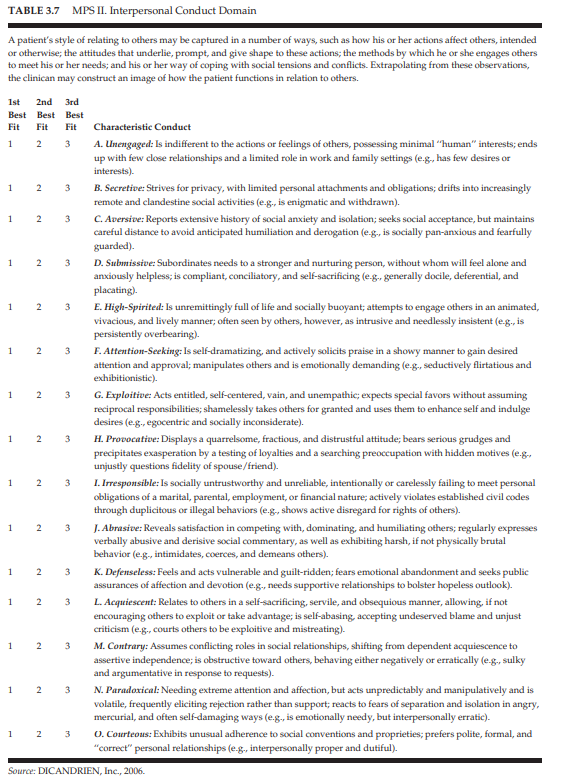 TABLE 3.7 MPS II. Interpersonal Conduct Domain
A patient's style of relating to others may be captured in a number of ways, such as how his or her actions affect others, intended
or otherwise; the attitudes that underlie, prompt, and give shape to these actions; the methods by which he or she engages others
to meet his or her needs; and his or her way of coping with social tensions and conflicts. Extrapolating from these observations,
the clinican may construct an image of how the patient functions in relation to others.
1st 2nd 3rd
Best Best Best
Fit Fit Fit Characteristic Conduct
1 2 3 A. Unengaged: Is indifferent to the actions or feelings of others, possessing minimal "human" interests; ends
up with few close relationships and a limited role in work and family settings (e.g., has few desires or
interests).
1 2 3 B. Secretive: Strives for privacy, with limited personal attachments and obligations; drifts into increasingly
remote and clandestine social activities (e.g., is enigmatic and withdrawn).
1 2 3 C. Aversive: Reports extensive history of social anxiety and isolation; seeks social acceptance, but maintains
careful distance to avoid anticipated humiliation and derogation (e.g., is socially pan-anxious and fearfully
guarded).
1 2 3 D. Submissive: Subordinates needs to a stronger and nurturing person, without whom will feel alone and
anxiously helpless; is compliant, conciliatory, and self-sacrificing (e.g., generally docile, deferential, and
placating).
1 2 3 E. High-Spirited: Is unremittingly full of life and socially buoyant; attempts to engage others in an animated,
vivacious, and lively manner; often seen by others, however, as intrusive and needlessly insistent (e.g., is
persistently overbearing).
1 2 3 F. Attention-Seeking: Is self-dramatizing, and actively solicits praise in a showy manner to gain desired
attention and approval; manipulates others and is emotionally demanding (e.g., seductively flirtatious and
exhibitionistic).
1 2 3 G. Exploitive: Acts entitled, self-centered, vain, and unempathic; expects special favors without assuming
reciprocal responsibilities; shamelessly takes others for granted and uses them to enhance self and indulge
desires (e.g., egocentric and socially inconsiderate).
1 2 3 H. Provocative: Displays a quarrelsome, fractious, and distrustful attitude; bears serious grudges and
precipitates exasperation by a testing of loyalties and a searching preoccupation with hidden motives (e.g.,
unjustly questions fidelity of spouse/friend).
1 2 3 I. Irresponsible: Is socially untrustworthy and unreliable, intentionally or carelessly failing to meet personal
obligations of a marital, parental, employment, or financial nature; actively violates established civil codes
through duplicitous or illegal behaviors (e.g., shows active disregard for rights of others).
1 2 3 J. Abrasive: Reveals satisfaction in competing with, dominating, and humiliating others; regularly expresses
verbally abusive and derisive social commentary, as well as exhibiting harsh, if not physically brutal
behavior (e.g., intimidates, coerces, and demeans others).
1 2 3 K. Defenseless: Feels and acts vulnerable and guilt-ridden; fears emotional abandonment and seeks public
assurances of affection and devotion (e.g., needs supportive relationships to bolster hopeless outlook).
1 2 3 L. Acquiescent: Relates to others in a self-sacrificing, servile, and obsequious manner, allowing, if not
encouraging others to exploit or take advantage; is self-abasing, accepting undeserved blame and unjust
criticism (e.g., courts others to be exploitive and mistreating).
1 2 3 M. Contrary: Assumes conflicting roles in social relationships, shifting from dependent acquiescence to
assertive independence; is obstructive toward others, behaving either negatively or erratically (e.g., sulky
and argumentative in response to requests).
1 2 3 N. Paradoxical: Needing extreme attention and affection, but acts unpredictably and manipulatively and is
volatile, frequently eliciting rejection rather than support; reacts to fears of separation and isolation in angry,
mercurial, and often self-damaging ways (e.g., is emotionally needy, but interpersonally erratic).
1 2 3 O. Courteous: Exhibits unusual adherence to social conventions and proprieties; prefers polite, formal, and
"correct" personal relationships (e.g., interpersonally proper and dutiful).
Source: DICANDRIEN, Inc., 2006.